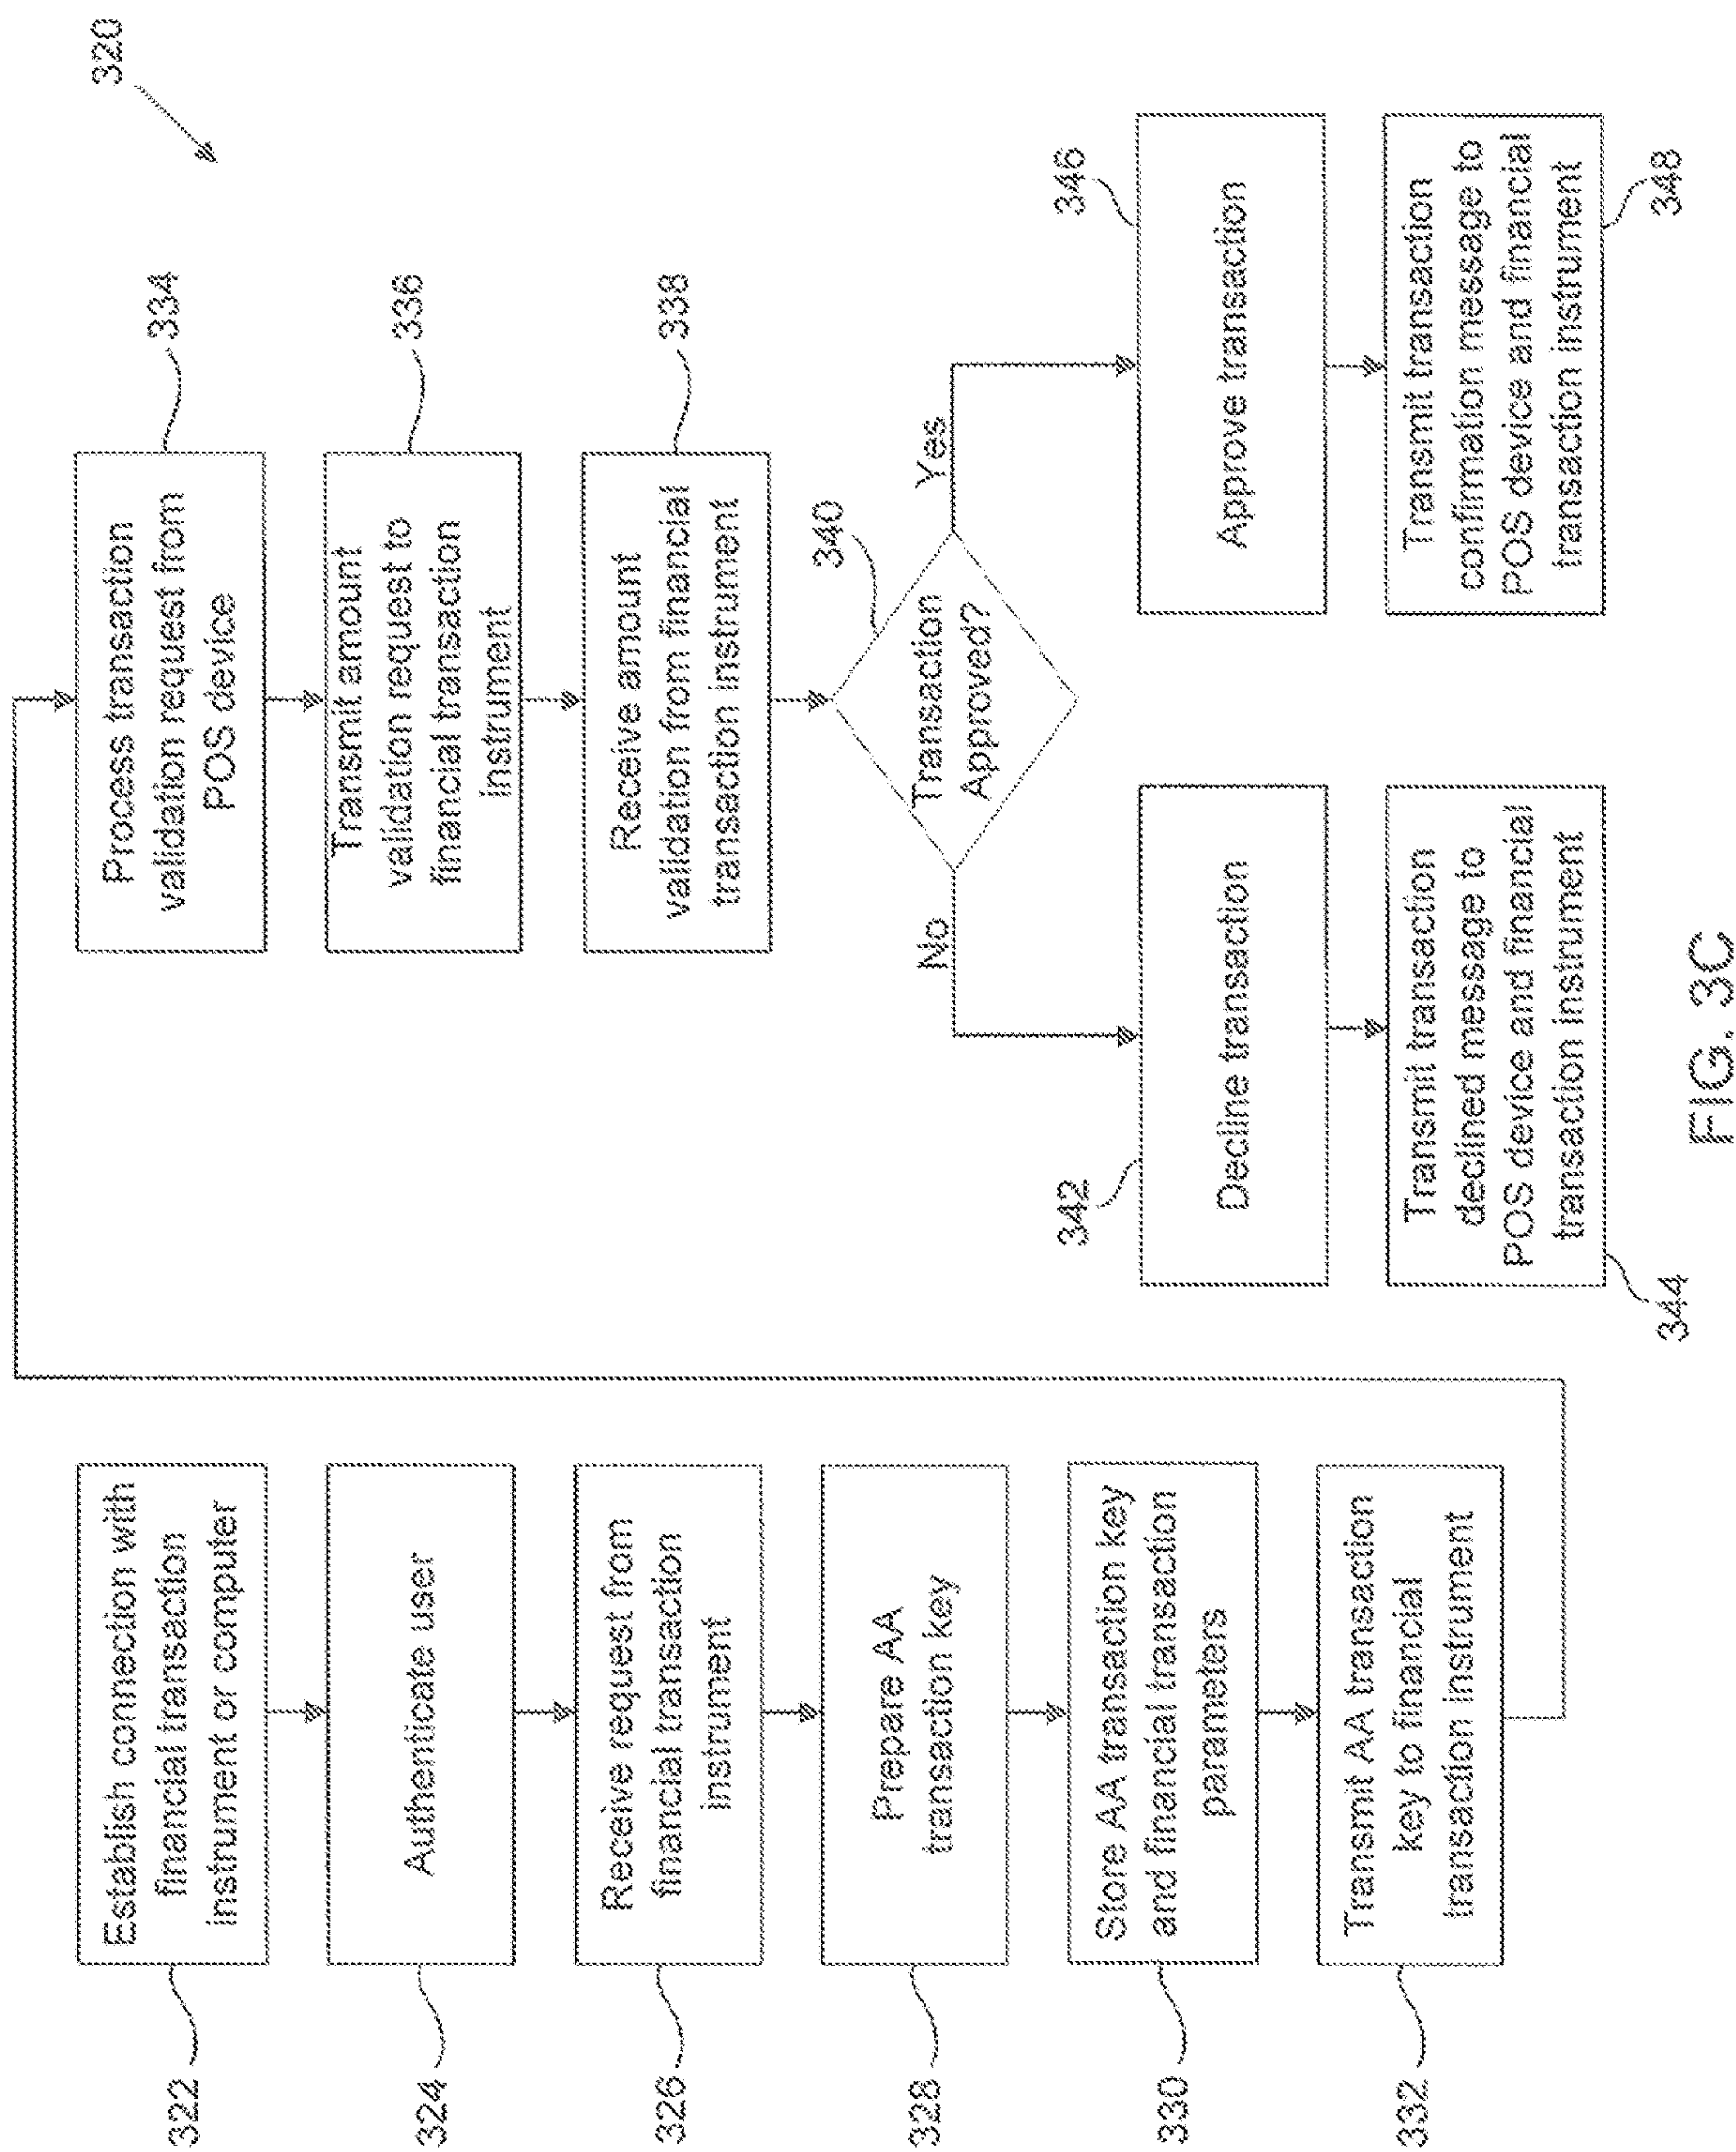 320
322
Establish connection with
financial transaction
instrument or computer
324
Authenticate user
326
Receive request from
financial transaction
instrument
328
Prepare AA
transaction key
330
Store AA transaction key
and financial transaction
parameters
332
Transmit AA transaction
key to financial
transaction instrument
334
Process transaction
validation request from
POS device
336
Transmit amount
validation request to
financial transaction
instrument
338
Receive amount
validation from financial
transaction instrument
340
Transaction
Approved?
No
Yes
342
Decline transaction
344
Transmit transaction
declined message to
POS device and financial
transaction instrument
346
Approve transaction
348
Transmit transaction
confirmation message to
POS device and financial
transaction instrument
FIG. 3C